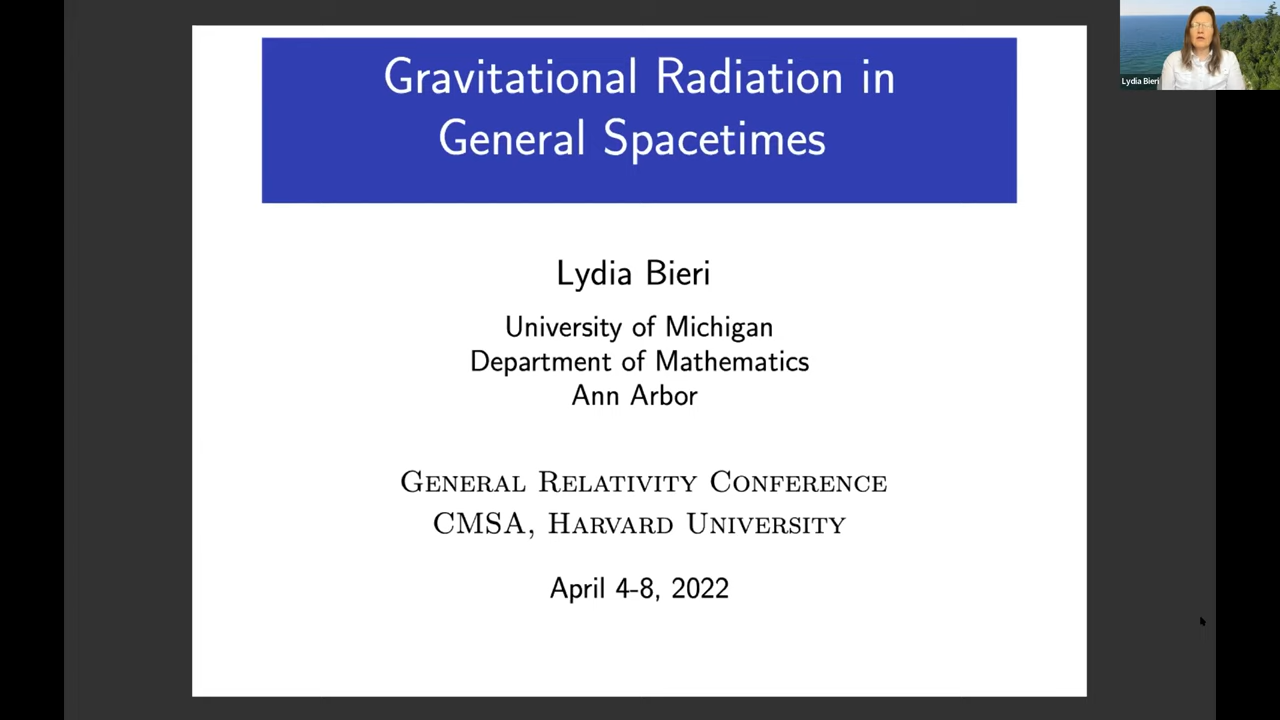 Gravitational Radiation in
General Spacetimes
Lydia Bieri
Lydia Bieri
University of Michigan
Department of Mathematics
Ann Arbor
General Relativity Conference
CMSA, Harvard University
April 4-8, 2022